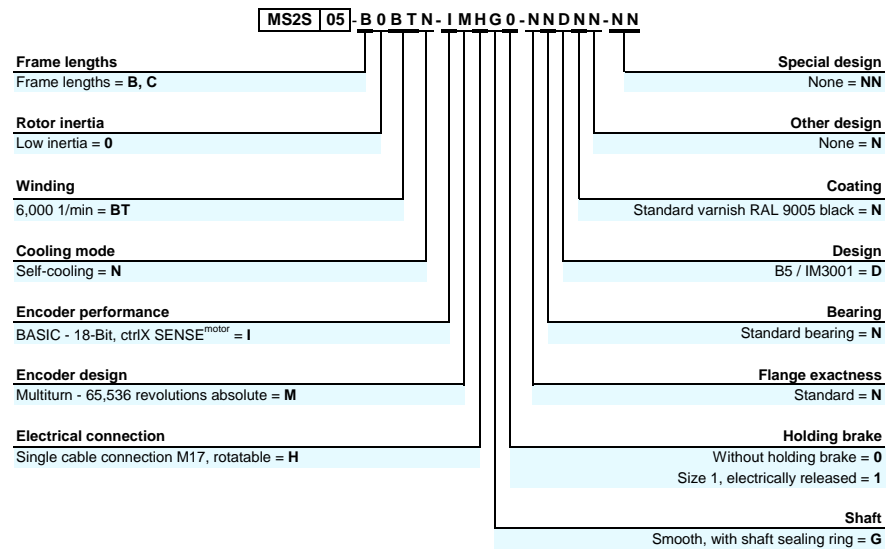 MS2S 05 - B 0 B T N - I M H G 0 - N N D N N - N N
Frame lengths
Frame lengths = B, C
Rotor inertia
Low inertia = 0
Winding
6,000 1/min = BT
Cooling mode
Self-cooling = N
Encoder performance
BASIC - 18-Bit, ctrlX SENSEmotor = I
Encoder design
Multiturn - 65,536 revolutions absolute = M
Electrical connection
Single cable connection M17, rotatable = H
Special design
None = NN
Other design
None = N
Coating
Standard varnish RAL 9005 black = N
Design
B5 / IM3001 = D
Bearing
Standard bearing = N
Flange exactness
Standard = N
Holding brake
Without holding brake = 0
Size 1, electrically released = 1
Shaft
Smooth, with shaft sealing ring = G